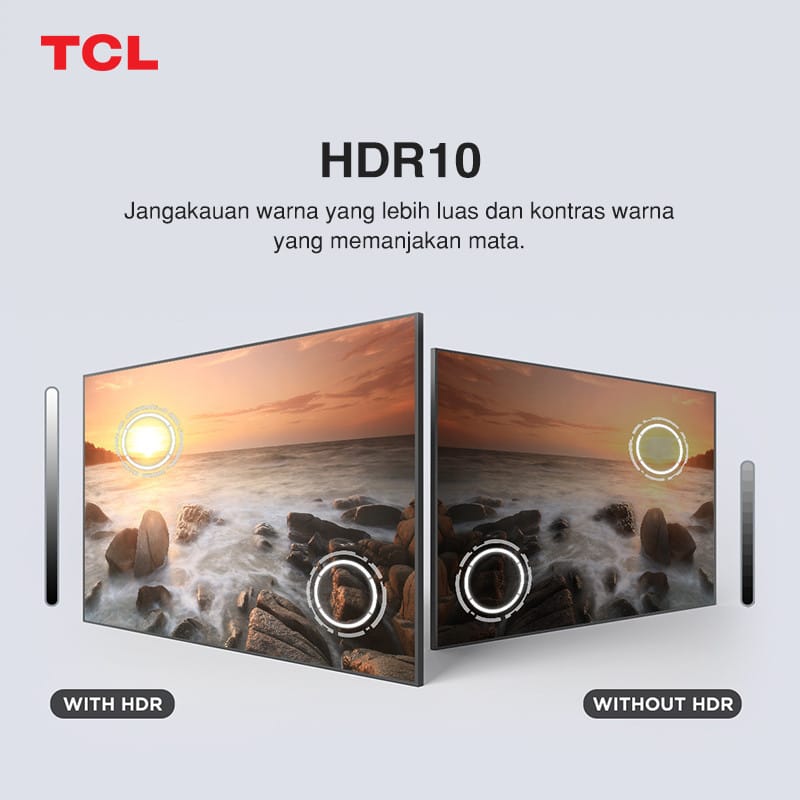 TCL
HDR10
Jangakauan warna yang lebih luas dan kontras warna
yang memanjakan mata.
WITH HDR
WITHOUT HDR